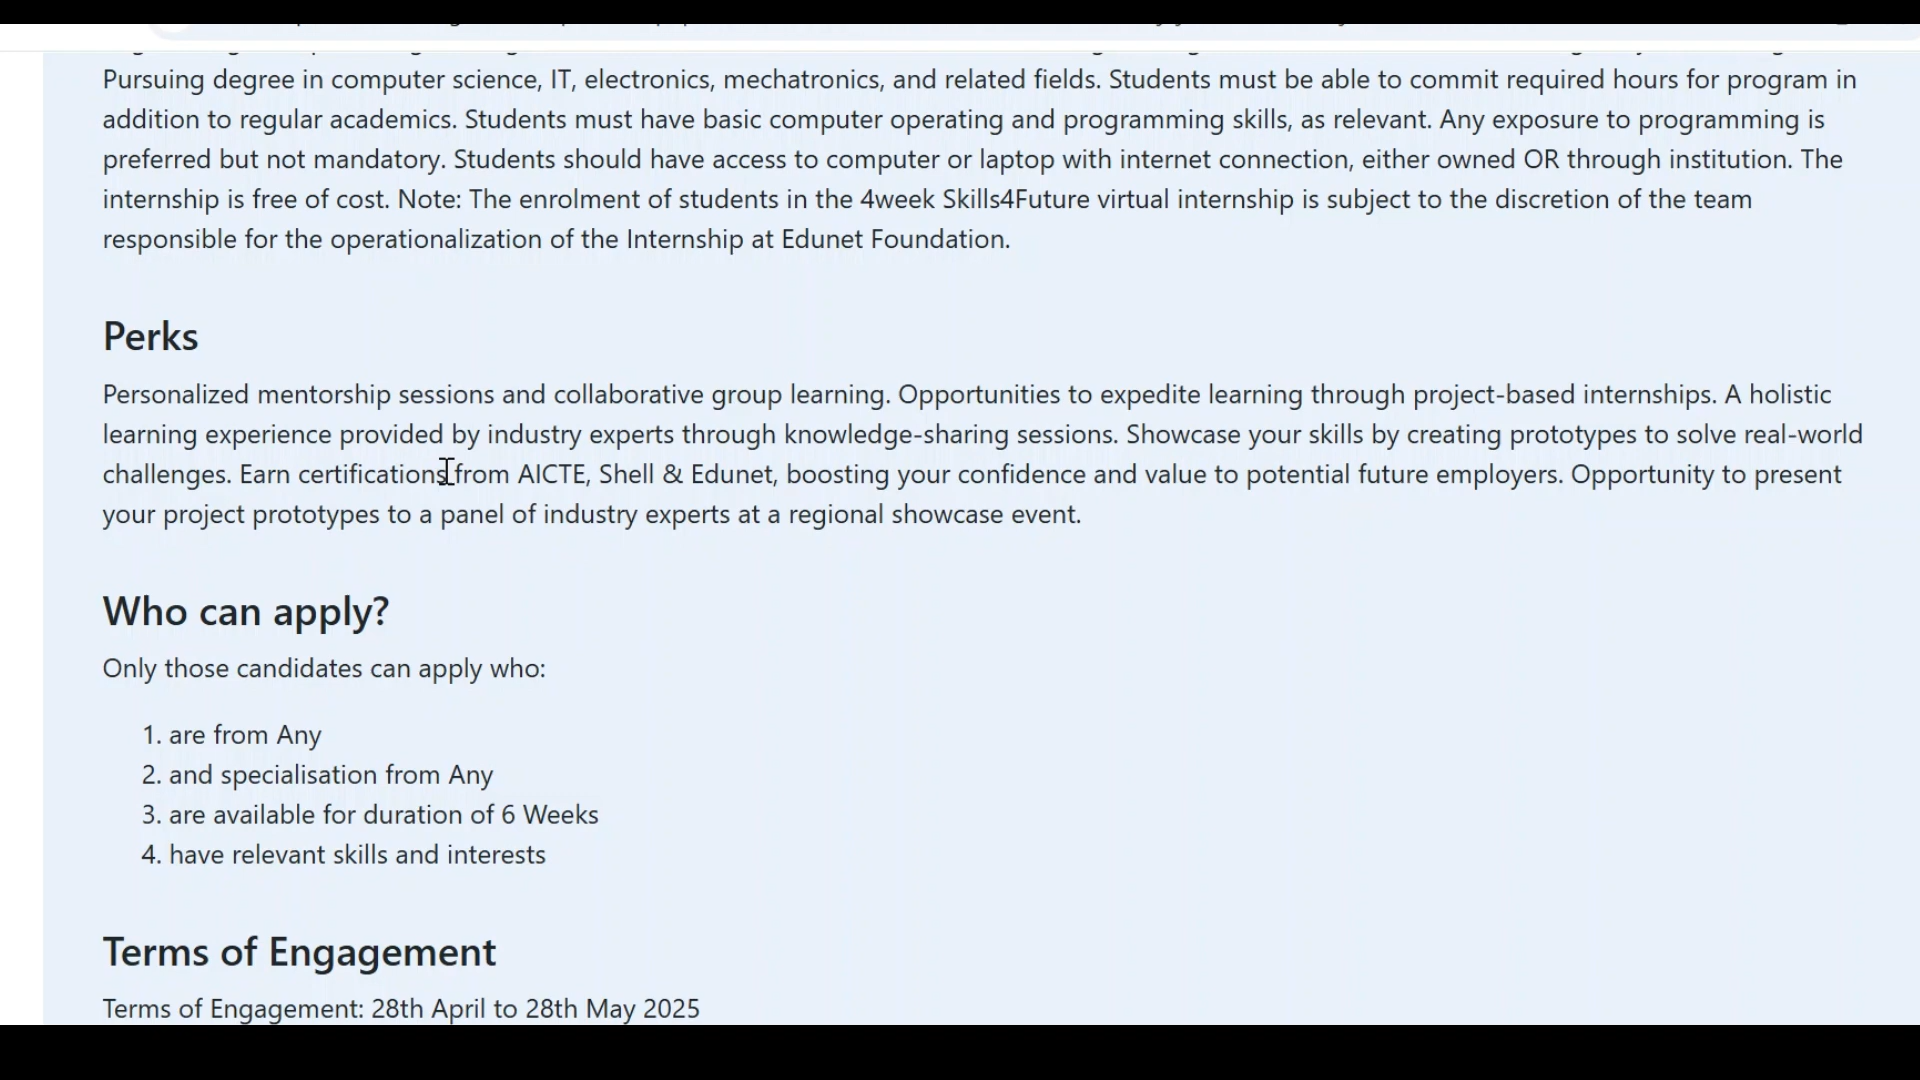 Pursuing degree in computer science, IT, electronics, mechatronics, and related fields. Students must be able to commit required hours for program in
addition to regular academics. Students must have basic computer operating and programming skills, as relevant. Any exposure to programming is
preferred but not mandatory. Students should have access to computer or laptop with internet connection, either owned OR through institution. The
internship is free of cost. Note: The enrolment of students in the 4week Skills4Future virtual internship is subject to the discretion of the team
responsible for the operationalization of the Internship at Edunet Foundation.
Perks
Personalized mentorship sessions and collaborative group learning. Opportunities to expedite learning through project-based internships. A holistic
learning experience provided by industry experts through knowledge-sharing sessions. Showcase your skills by creating prototypes to solve real-world
challenges. Earn certifications from AICTE, Shell & Edunet, boosting your confidence and value to potential future employers. Opportunity to present
your project prototypes to a panel of industry experts at a regional showcase event.
Who can apply?
Only those candidates can apply who:
1. are from Any
2. and specialisation from Any
3. are available for duration of 6 Weeks
4. have relevant skills and interests
Terms of Engagement
Terms of Engagement: 28th April to 28th May 2025